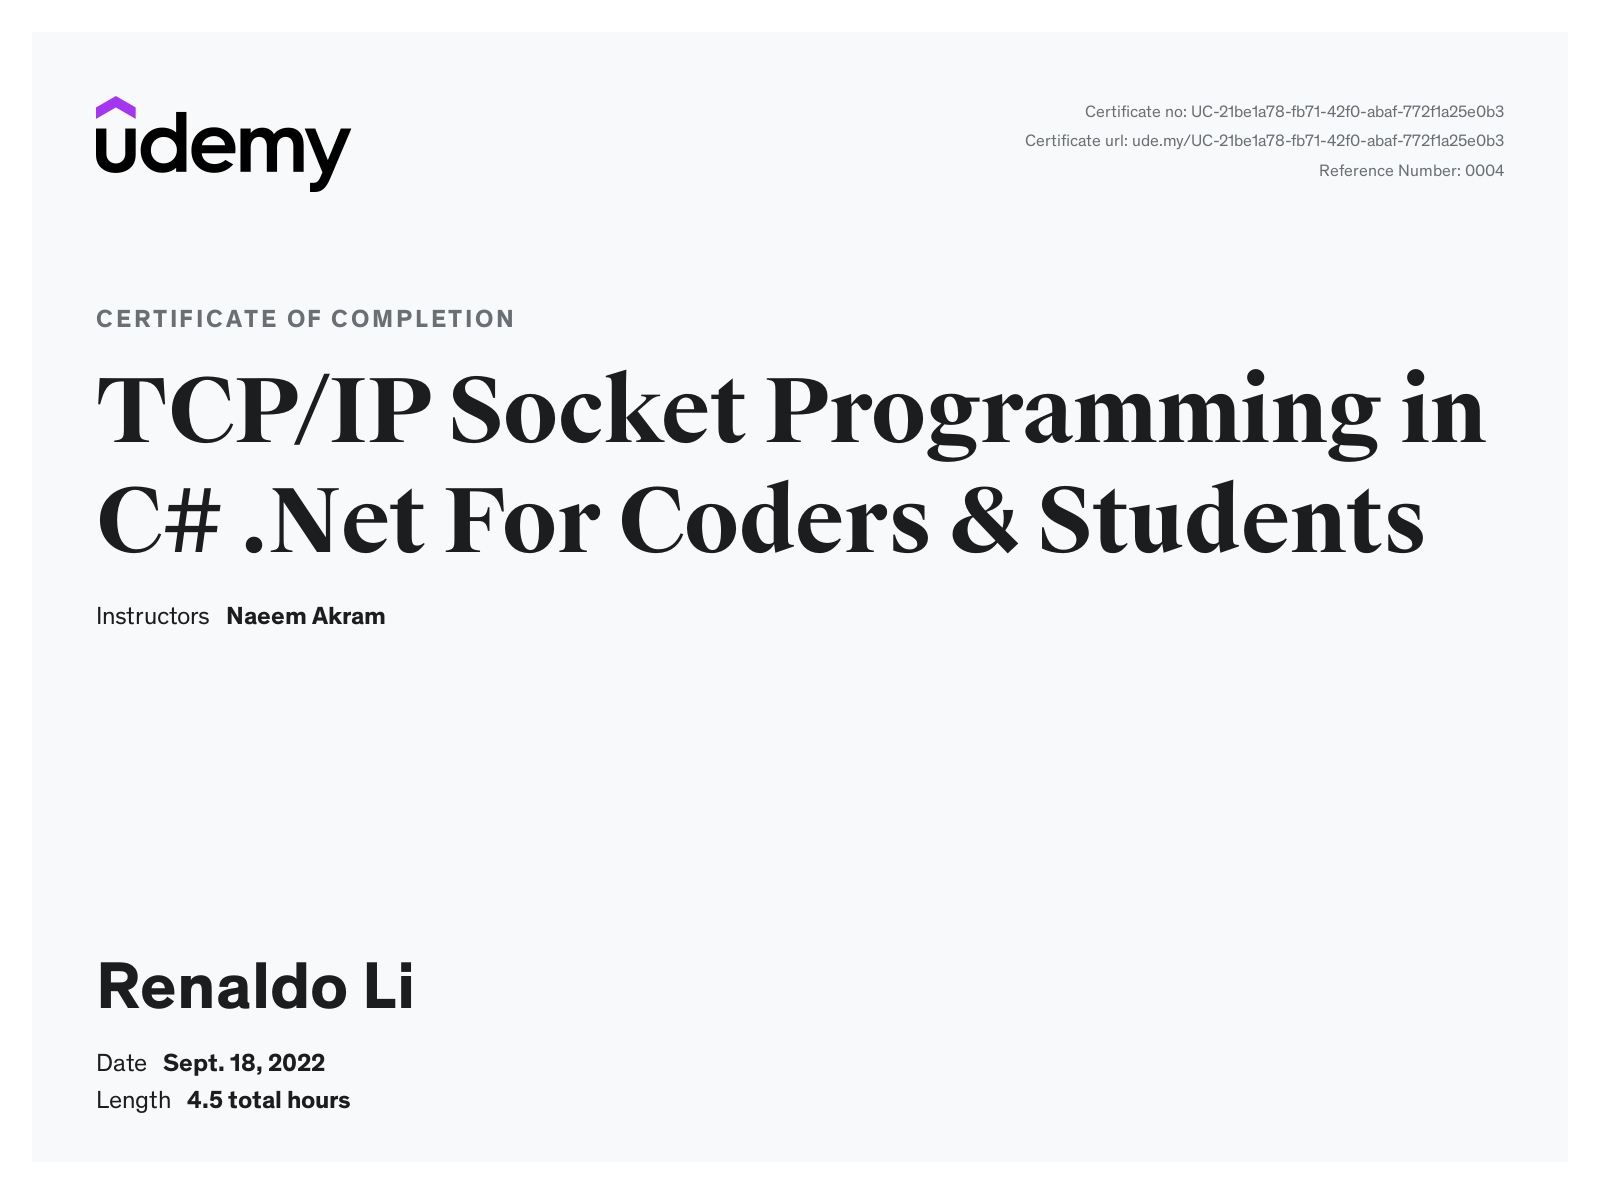 udemy
Certificate no: UC-21be1a78-fb71-42f0-abaf-772f1a25e0b3
Certificate url: ude.my/UC-21be1a78-fb71-42f0-abaf-772f1a25e0b3
Reference Number: 0004
CERTIFICATE OF COMPLETION
TCP/IP Socket Programming in
C# .Net For Coders & Students
Instructors Naeem Akram
Renaldo Li
Date Sept. 18, 2022
Length 4.5 total hours